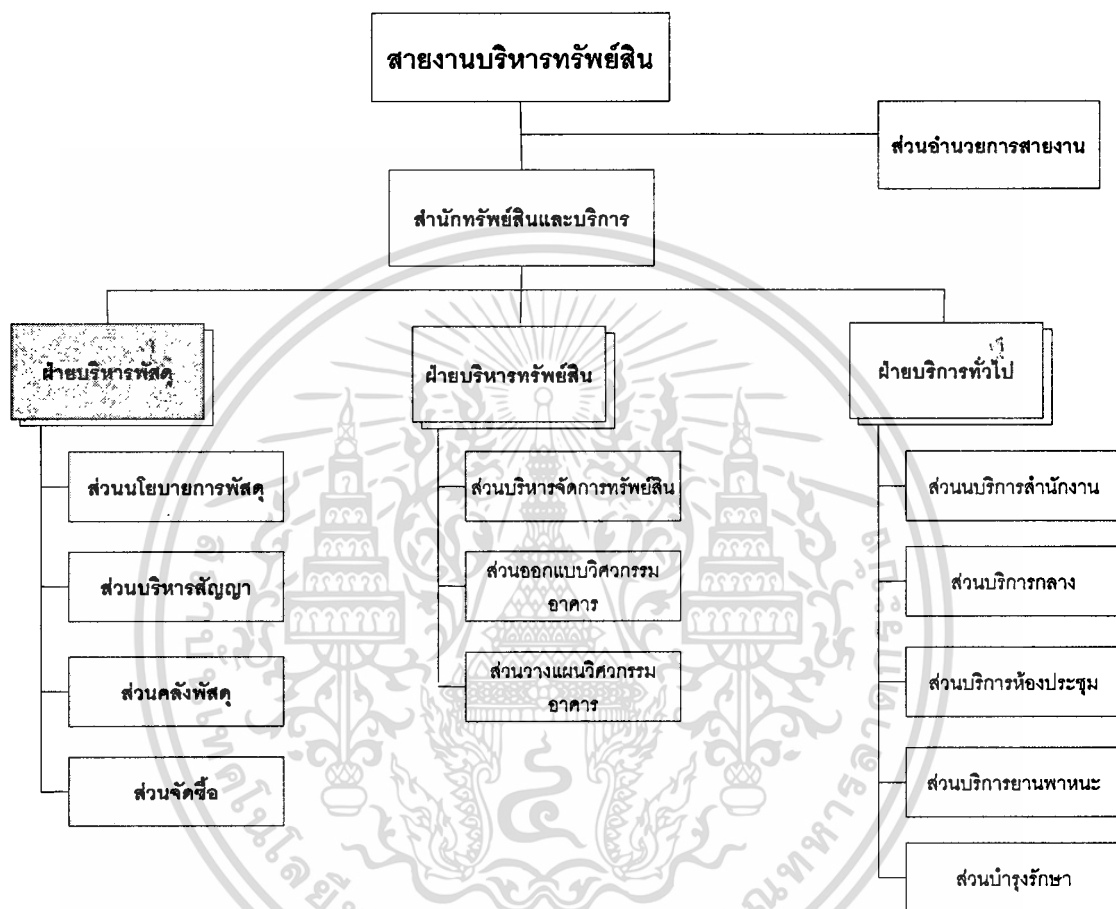 สายงานบริหารทรัพย์สิน
ส่วนอำนวยการสายงาน
สำนักทรัพย์สินและบริการ
ฝ่ายบริหารพัสดุ
ฝ่ายบริหารทรัพย์สิน
ฝ่ายบริการทั่วไป
ส่วนนโยบายการพัสดุ
ส่วนบริหารสัญญา
ส่วนคลังพัสดุ
ส่วนจัดซื้อ
ส่วนบริหารจัดการทรัพย์สิน
ส่วนออกแบบวิศวกรรม
อาคาร
ส่วนวางแผนวิศวกรรม
อาคาร
ส่วนนบริการสำนักงาน
ส่วนบริการกลาง
ส่วนบริการห้องประชุม
ส่วนบริการยานพาหนะ
ส่วนบำรุงรักษา